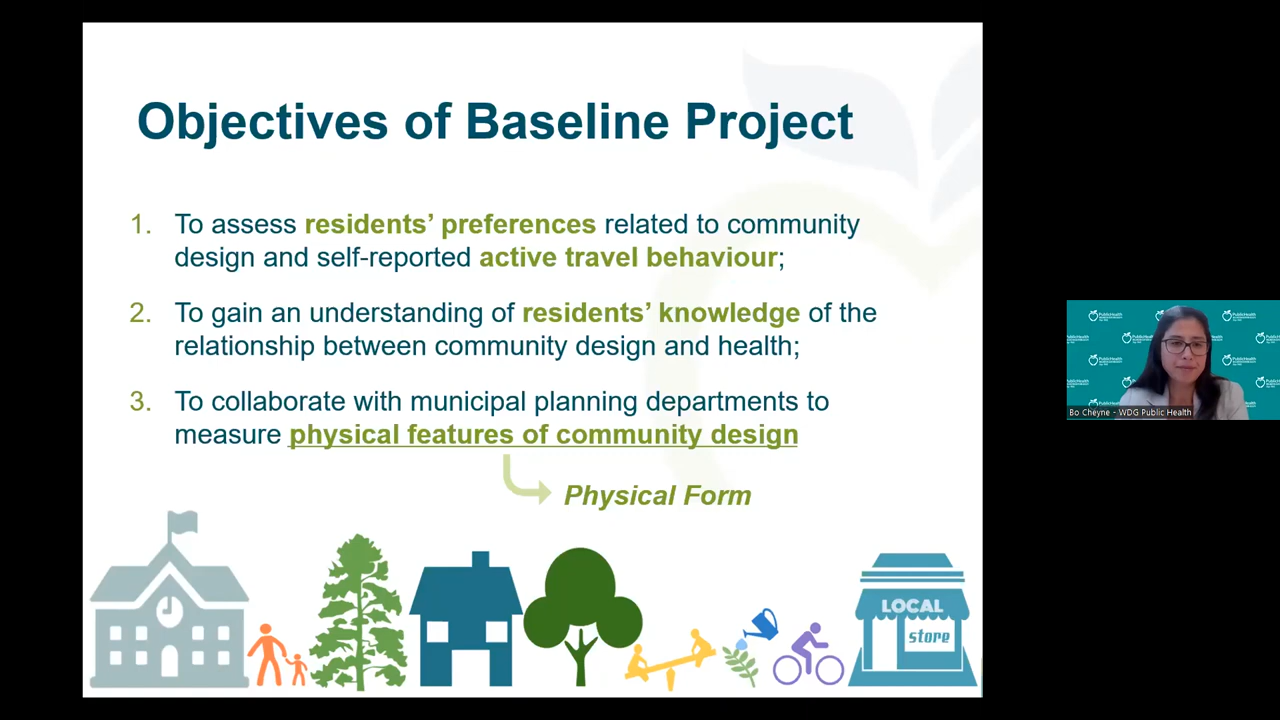 Objectives of Baseline Project
1. To assess residents’ preferences related to community
design and self-reported active travel behaviour;
2. To gain an understanding of residents’ knowledge of the
relationship between community design and health;
3. To collaborate with municipal planning departments to
measure physical features of community design
Physical Form
LOCAL
store
PublicHealth
Bo Cheyne - WDG Public Health